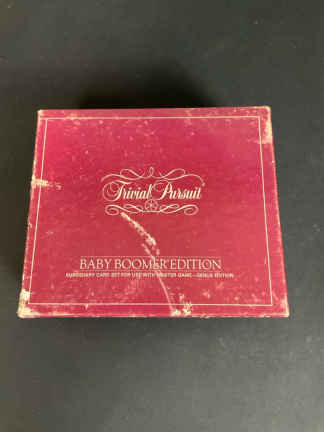 Trivial Pursuit
BABY BOOMER EDITION
SUBSIDIARY CARD SET FOR USE WITH MASTER GAME—GENUS EDITION